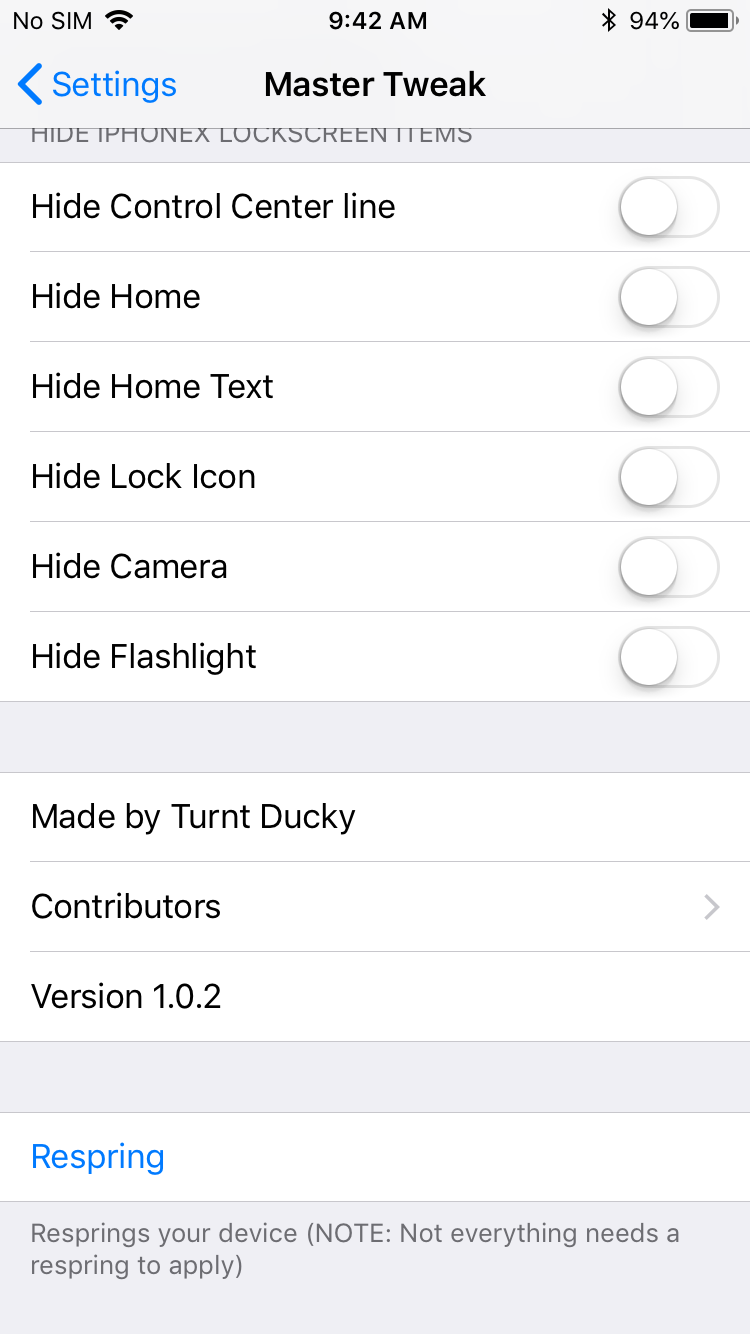 No SIM 9:42 AM 94%
Settings Master Tweak
HIDE IPHONEX LOCKSCREEN ITEMS
Hide Control Center line
Hide Home
Hide Home Text
Hide Lock Icon
Hide Camera
Hide Flashlight
Made by Turnt Ducky
Contributors
Version 1.0.2
Respring
Resprings your device (NOTE: Not everything needs a
respring to apply)